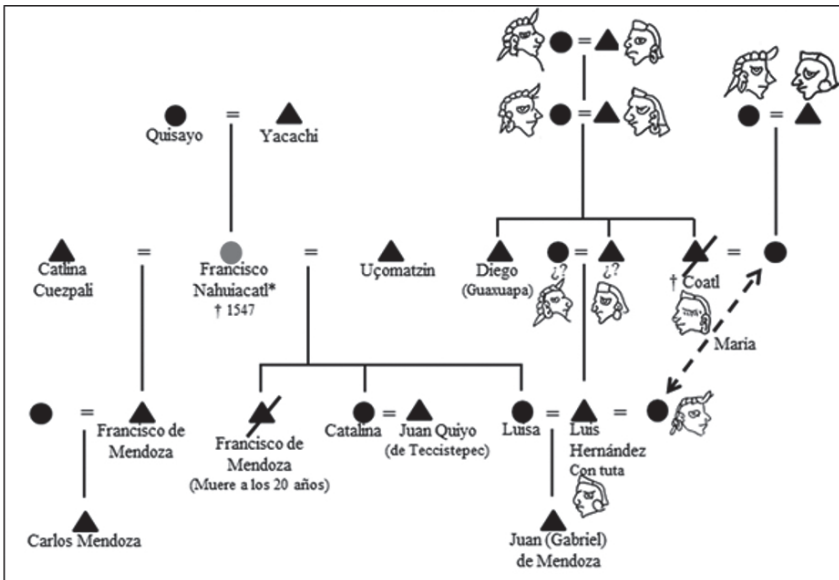 Quisayo
=
Yacachi
=
=
=
Catlina
Cuezpali
=
Francisco
Nahuiacatl*
† 1547
=
Uçomatzin
Diego
(Guaxuapa)
=
¿?
¿?
† Coatl
=
Maria
=
Francisco de
Mendoza
Francisco de
Mendoza
(Muere a los 20 años)
Catalina
=
Juan Quiyo
(de Teccistepec)
Luisa
=
Luis
Hernández
Con tuta
=
Carlos Mendoza
Juan (Gabriel)
de Mendoza